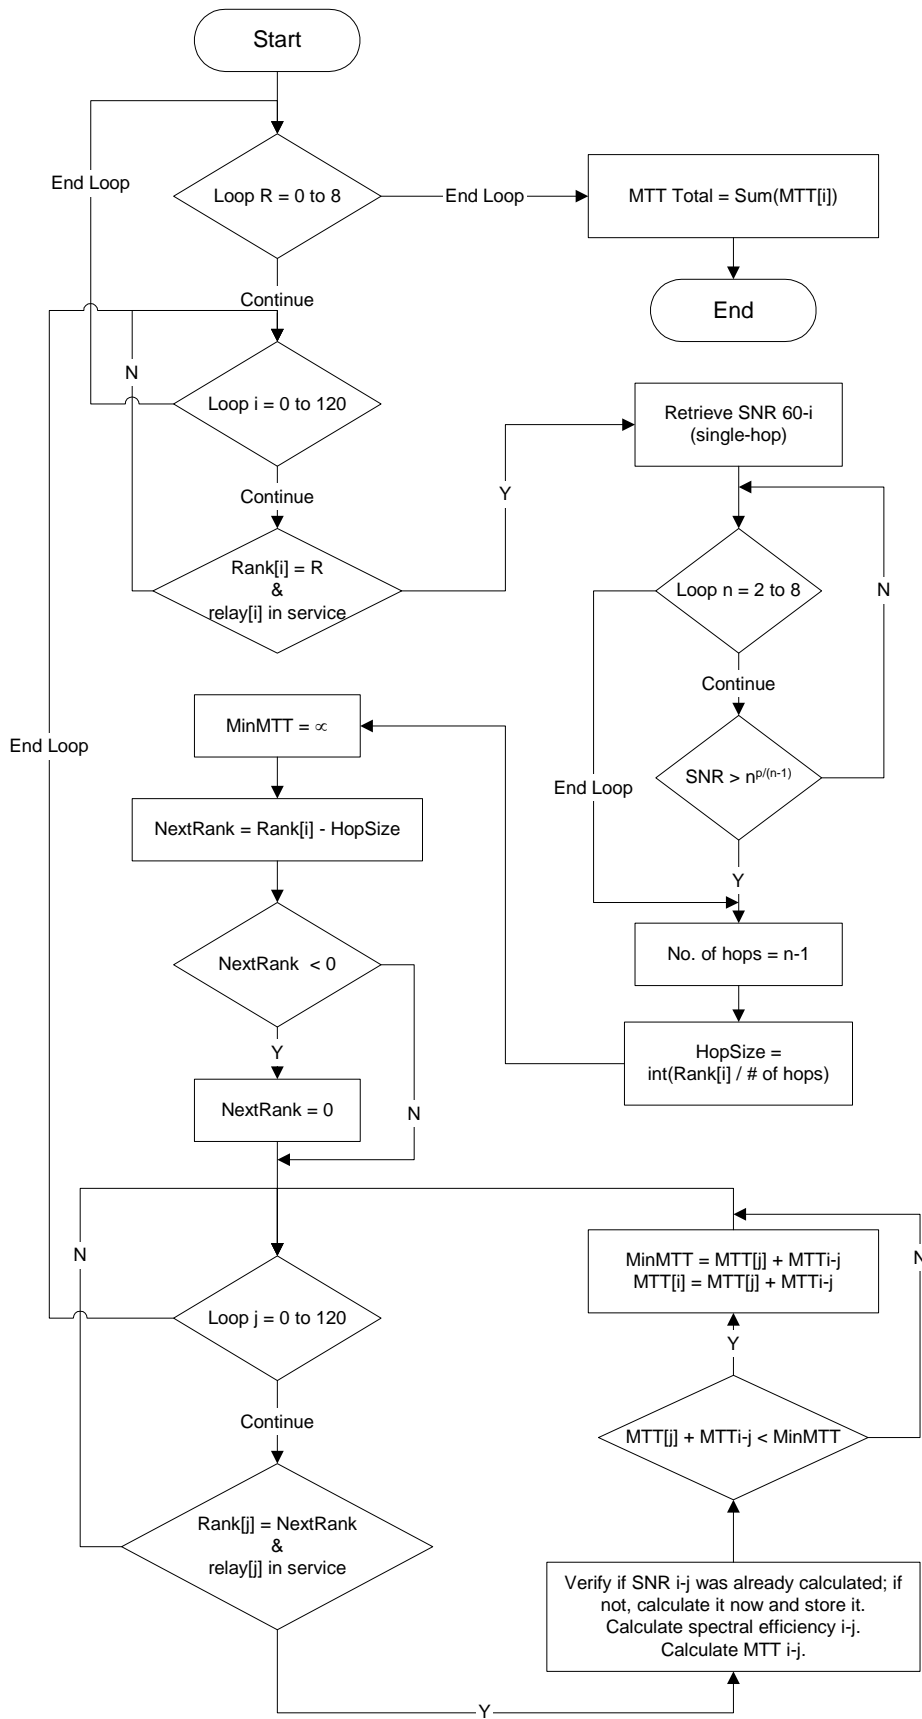 Start
End Loop
Loop R = 0 to 8
End Loop
MTT Total = Sum(MTT[i])
Continue
End
N
Loop i = 0 to 120
Retrieve SNR 60-i
(single-hop)
Continue
Y
Rank[i] = R
&
relay[i] in service
Loop n = 2 to 8
N
Continue
MinMTT = ∝
End Loop
SNR > n^p/(n-1)
End Loop
NextRank = Rank[i] - HopSize
Y
NextRank < 0
No. of hops = n-1
Y
HopSize =
int(Rank[i] / # of hops)
NextRank = 0
N
N
MinMTT = MTT[j] + MTTi-j
MTT[i] = MTT[j] + MTTi-j
N
Loop j = 0 to 120
Y
Continue
MTT[j] + MTTi-j < MinMTT
Rank[j] = NextRank
&
relay[j] in service
Verify if SNR i-j was already calculated; if
not, calculate it now and store it.
Calculate spectral efficiency i-j.
Calculate MTT i-j.
Y